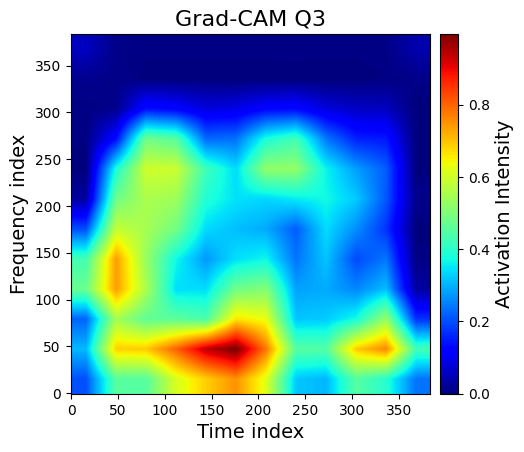 Grad-CAM Q3
Frequency index
350
300
250
200
150
100
50
0
0 50 100 150 200 250 300 350
Time index
0.8
0.6
0.4
0.2
0.0
Activation Intensity